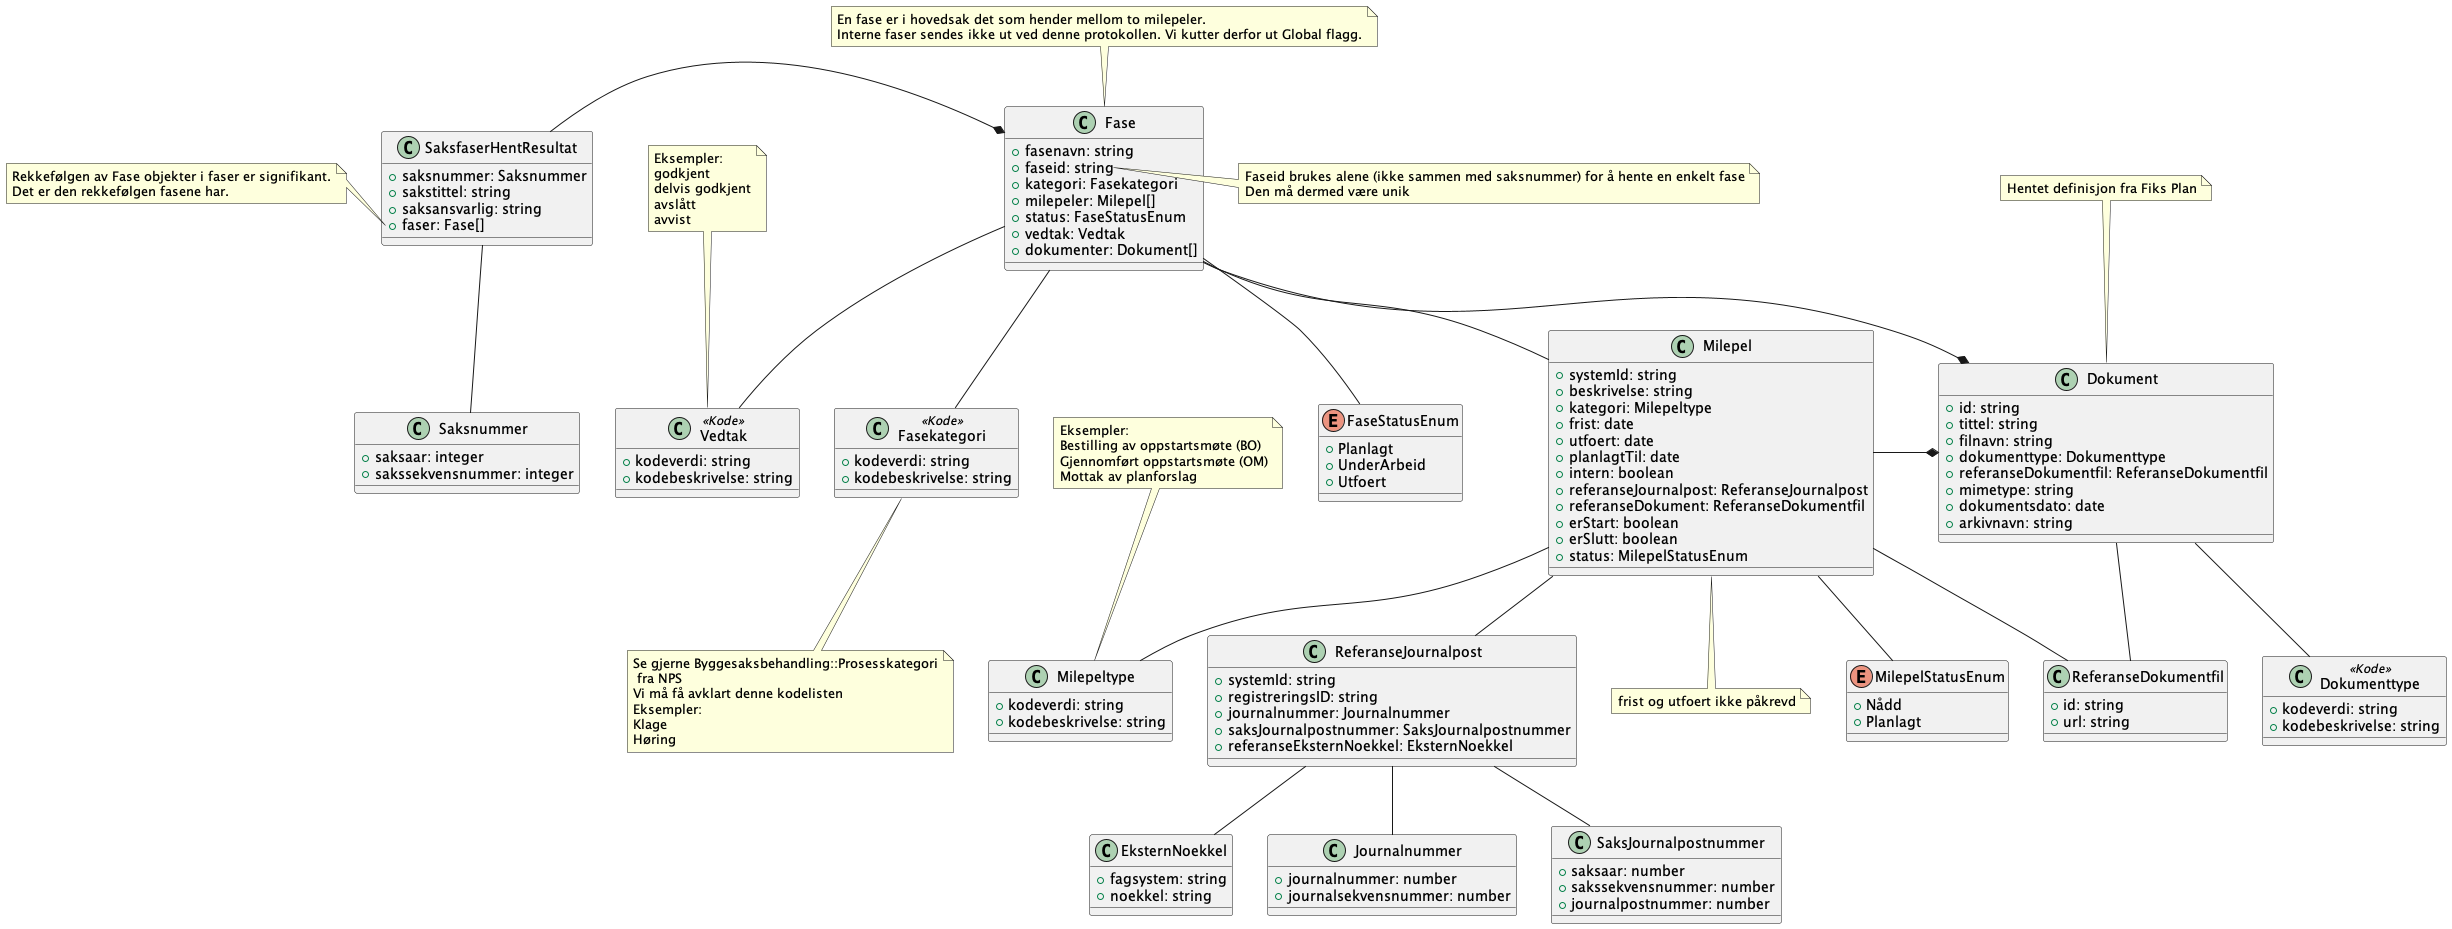 En fase er i hovedsak det som hender mellom to milepeler.
Interne faser sendes ikke ut ved denne protokollen. Vi kutter derfor ut Global flagg.
Rekkefølgen av Fase objekter i faser er signifikant.
Det er den rekkefølgen fasene har.
C SaksfaserHentResultat
saksnummer: Saksnummer
sakstittel: string
saksansvarlig: string
faser: Fase[]
Eksempler:
godkjent
delvis godkjent
avslått
avvist
C Fase
fasenavn: string
faseid: string
kategori: Fasekategori
milepeler: Milepel[]
status: FaseStatusEnum
vedtak: Vedtak
dokumenter: Dokument[]
Faseid brukes alene (ikke sammen med saksnummer) for å hente en enkelt fase
Den må dermed være unik
Hentet definisjon fra Fiks Plan
C Saksnummer
saksaar: integer
sakssekvensnummer: integer
C «Kode»
Vedtak
kodeverdi: string
kodebeskrivelse: string
C «Kode»
Fasekategori
kodeverdi: string
kodebeskrivelse: string
Eksempler:
Bestilling av oppstartsmøte (BO)
Gjennomført oppstartsmøte (OM)
Mottak av planforslag
E FaseStatusEnum
Planlagt
UnderArbeid
Utfoert
C Milepel
systemId: string
beskrivelse: string
kategori: Milepeltype
frist: date
utfoert: date
planlagtTil: date
intern: boolean
referanseJournalpost: ReferanseJournalpost
referanseDokument: ReferanseDokumentfil
erStart: boolean
erSlutt: boolean
status: MilepelStatusEnum
C Dokument
id: string
tittel: string
filnavn: string
dokumenttype: Dokumenttype
referanseDokumentfil: ReferanseDokumentfil
mimetype: string
dokumentsdato: date
arkivnavn: string
Se gjerne Byggesaksbehandling::Prosesskategori
fra NPS
Vi må få avklart denne kodelisten
Eksempler:
Klage
Høring
C Milepeltype
kodeverdi: string
kodebeskrivelse: string
C ReferanseJournalpost
systemId: string
registreringsID: string
journalnummer: Journalnummer
saksJournalpostnummer: SaksJournalpostnummer
referanseEksternNoekkel: EksternNoekkel
frist og utfoert ikke påkrevd
E MilepelStatusEnum
Nådd
Planlagt
C ReferanseDokumentfil
id: string
url: string
C «Kode»
Dokumenttype
kodeverdi: string
kodebeskrivelse: string
C EksternNoekkel
fagsystem: string
noekkel: string
C Journalnummer
journalnummer: number
journalsekvensnummer: number
C SaksJournalpostnummer
saksaar: number
sakssekvensnummer: number
journalpostnummer: number